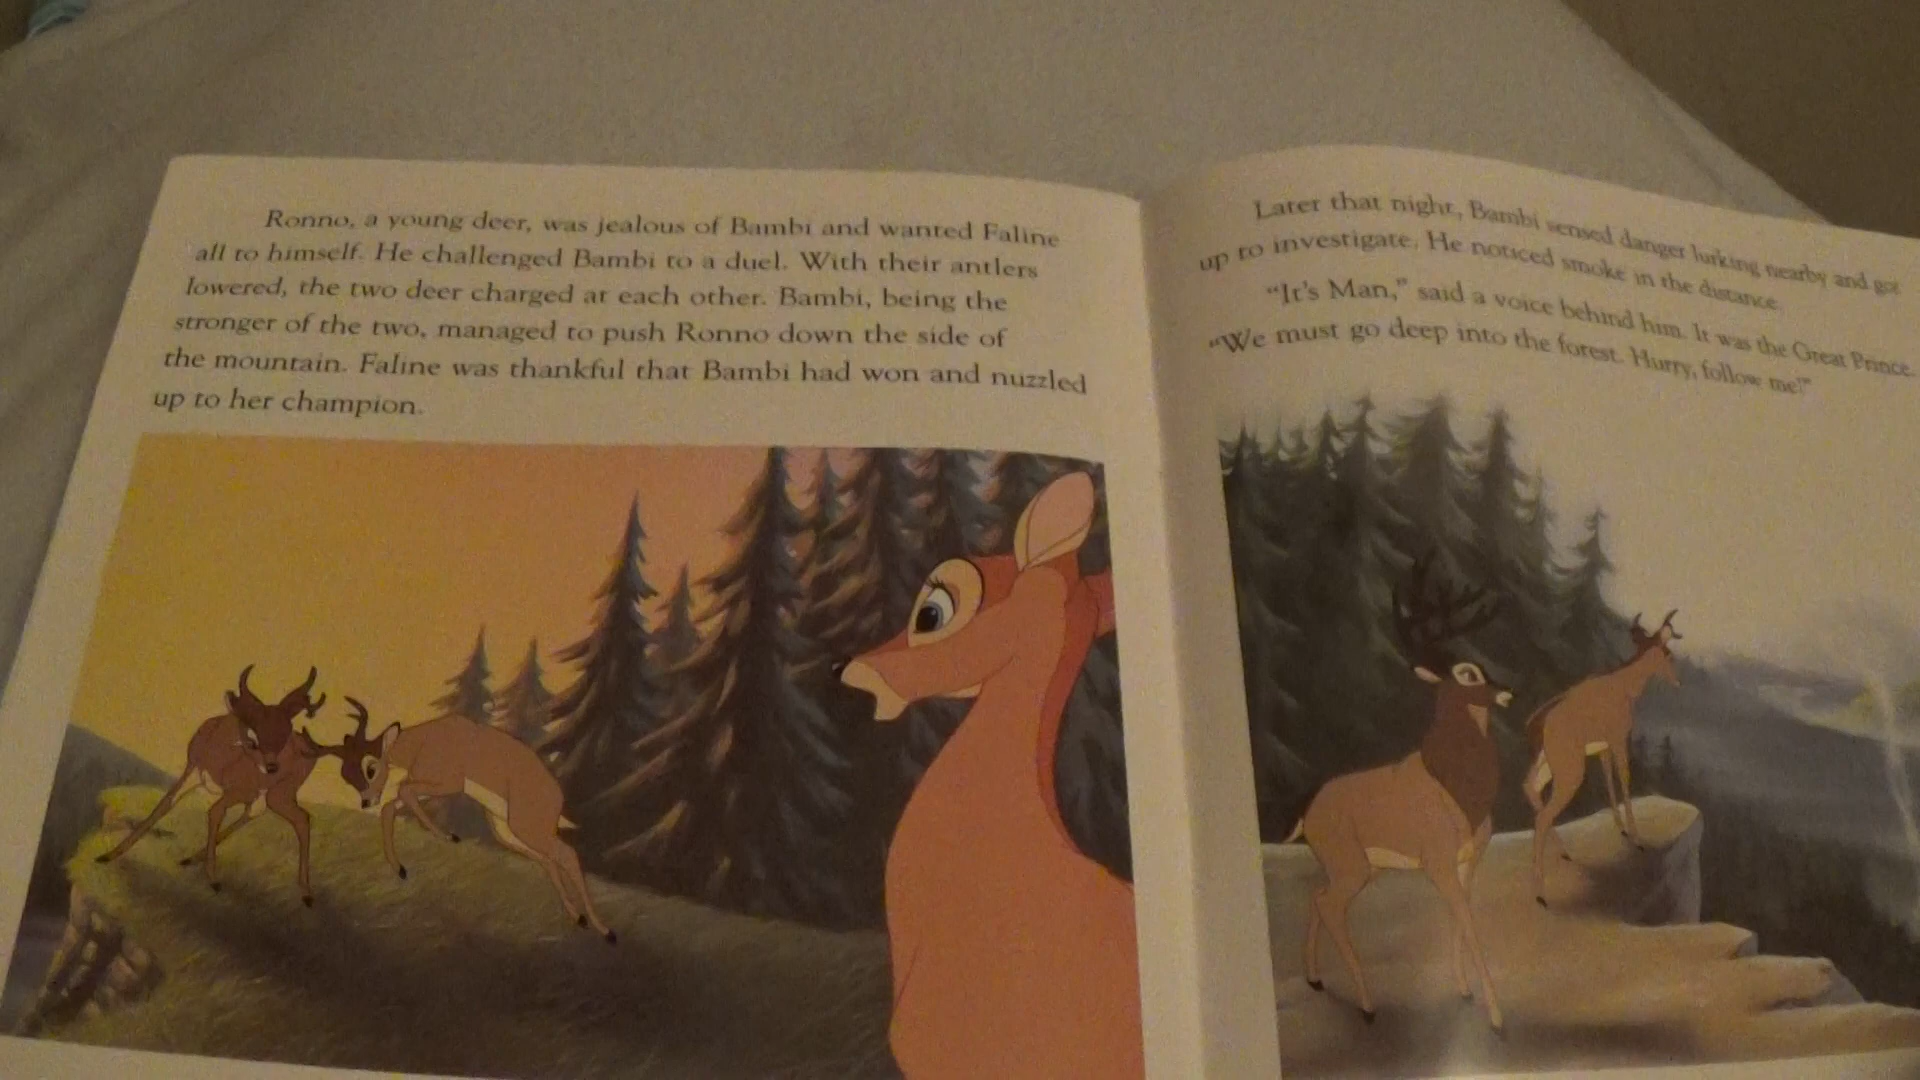 Ronno, a young deer, was jealous of Bambi and wanted Faline
all to himself. He challenged Bambi to a duel. With their antlers
lowered, the two deer charged at each other. Bambi, being the
stronger of the two, managed to push Ronno down the side of
the mountain. Faline was thankful that Bambi had won and nuzzled
up to her champion.
Later that night, Bambi sensed danger lurking nearby and got
up to investigate. He noticed smoke in the distance.
“It’s Man,” said a voice behind him. It was the Great Prince.
“We must go deep into the forest. Hurry, follow me!”